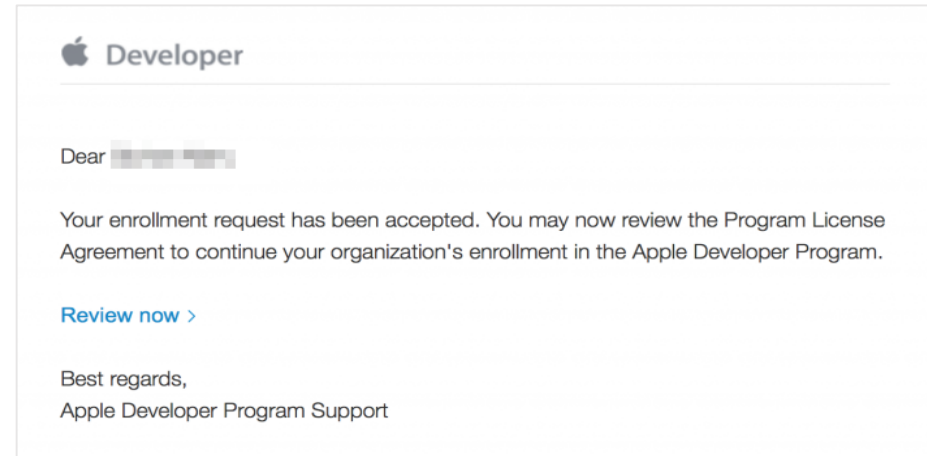 Developer
Dear
Your enrollment request has been accepted. You may now review the Program License
Agreement to continue your organization's enrollment in the Apple Developer Program.
Review now >
Best regards,
Apple Developer Program Support